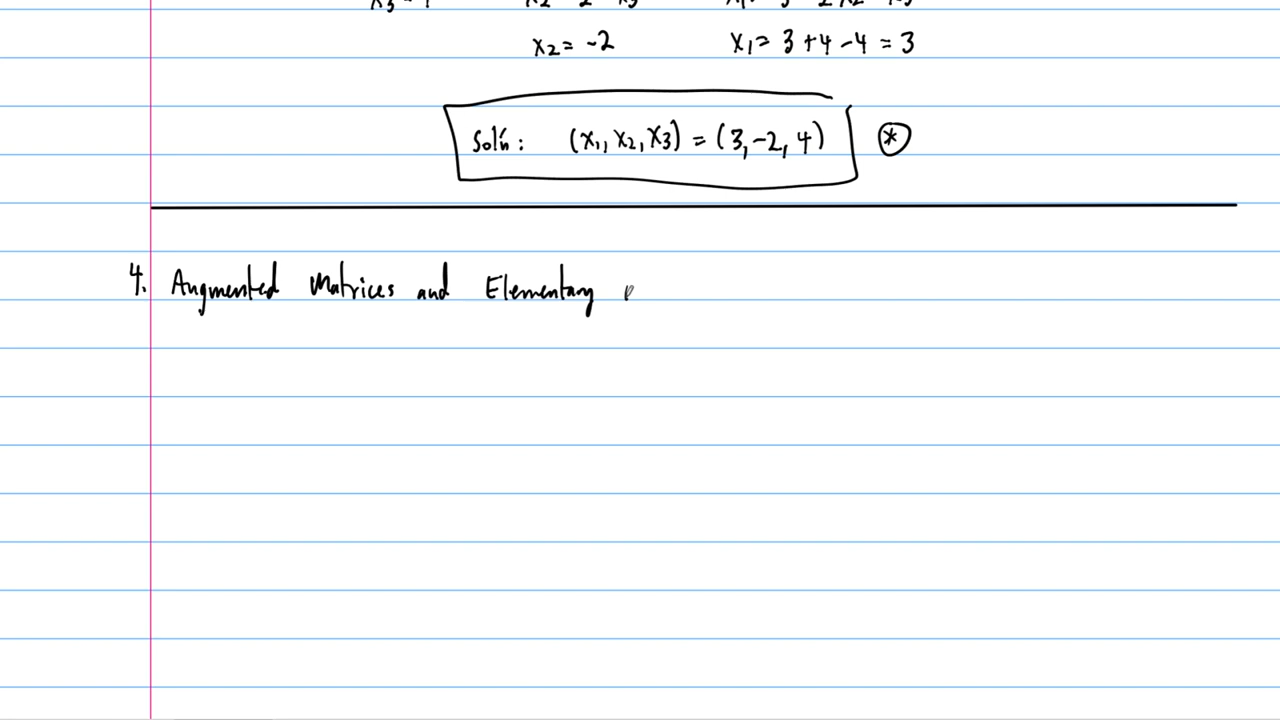 x₂ = -2 x₁ = 3 + 4 - 4 = 3
Sol'n: (x₁, x₂, x₃) = (3, -2, 4) *
4. Augmented Matrices and Elementary